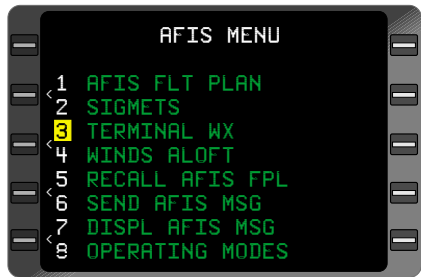 AFIS MENU
1 AFIS FLT PLAN
2 SIGMETS
3 TERMINAL WX
4 WINDS ALOFT
5 RECALL AFIS FPL
6 SEND AFIS MSG
7 DISPL AFIS MSG
8 OPERATING MODES